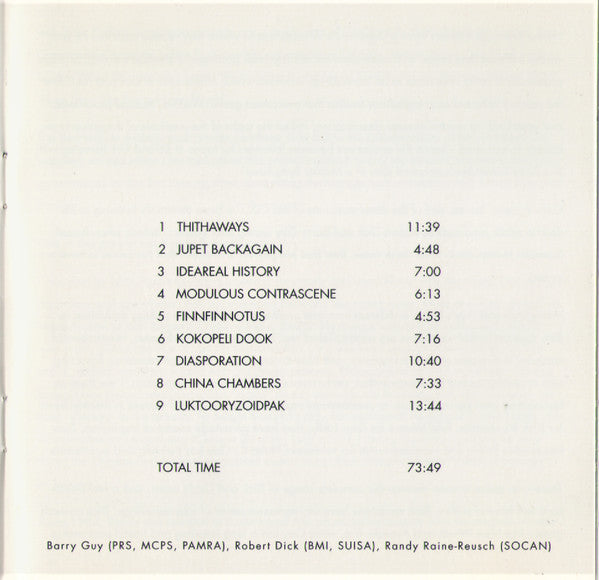 1 THITHAWAYS 11:39
2 JUPET BACKAGAIN 4:48
3 IDEAREAL HISTORY 7:00
4 MODULOUS CONTRASCENE 6:13
5 FINNFINNOTUS 4:53
6 KOKOPELI DOOK 7:16
7 DIASPORATION 10:40
8 CHINA CHAMBERS 7:33
9 LUKTOORYZOIDPAK 13:44
TOTAL TIME 73:49
Barry Guy (PRS, MCPS, PAMRA), Robert Dick (BMI, SUISA), Randy Raine-Reusch (SOCAN)